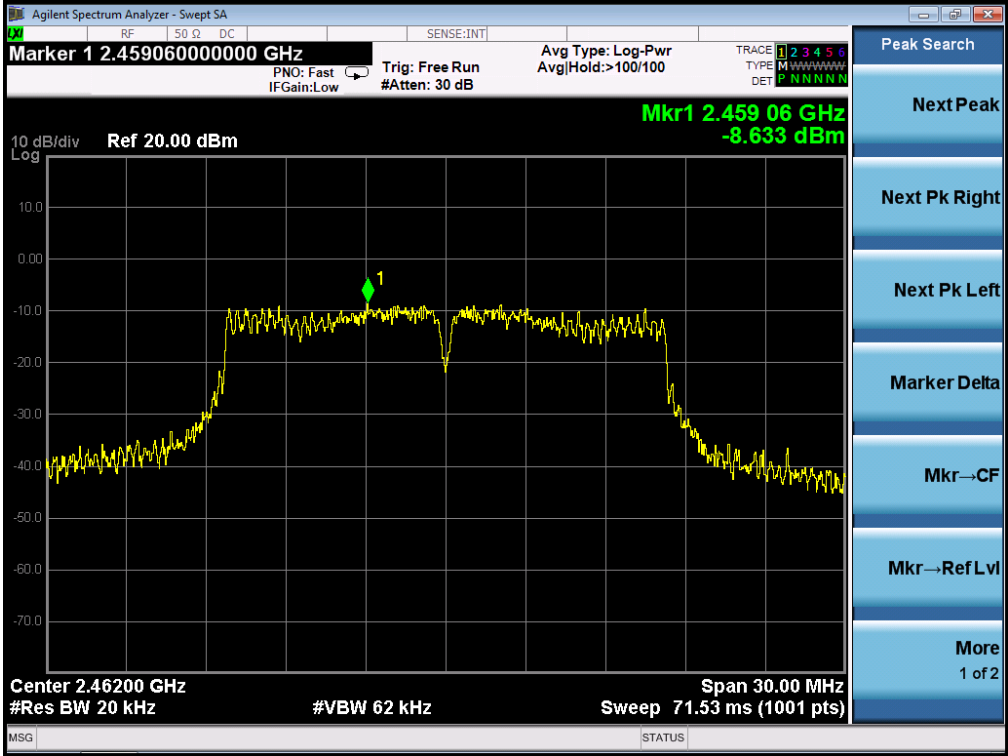 Agilent Spectrum Analyzer - Swept SA
LXI RF 50 Ω DC SENSE:INT
Marker 1 2.459060000000 GHz
PNO: Fast
IFGain:Low
Trig: Free Run
#Atten: 30 dB
Avg Type: Log-Pwr
Avg|Hold:>100/100
TRACE 1 2 3 4 5 6
TYPE M WWWWW
DET P N N N N N
Mkr1 2.459 06 GHz
-8.633 dBm
10 dB/div Ref 20.00 dBm
Log
10.0
0.00
-10.0
-20.0
-30.0
-40.0
-50.0
-60.0
-70.0
1
Center 2.46200 GHz Span 30.00 MHz
#Res BW 20 kHz #VBW 62 kHz Sweep 71.53 ms (1001 pts)
MSG STATUS
Peak Search
Next Peak
Next Pk Right
Next Pk Left
Marker Delta
Mkr→CF
Mkr→Ref Lvl
More
1 of 2